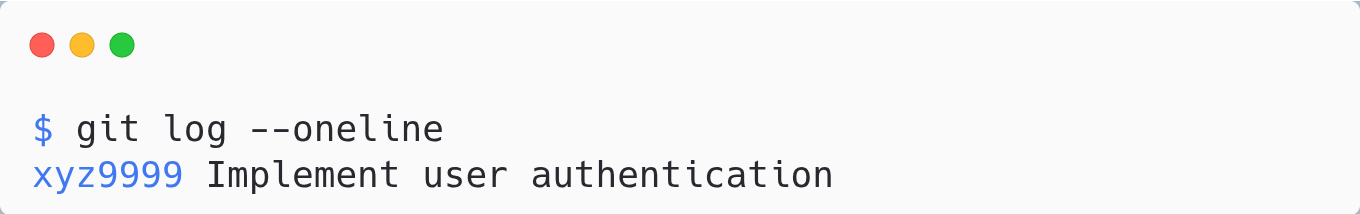 $ git log --oneline
xyz9999 Implement user authentication